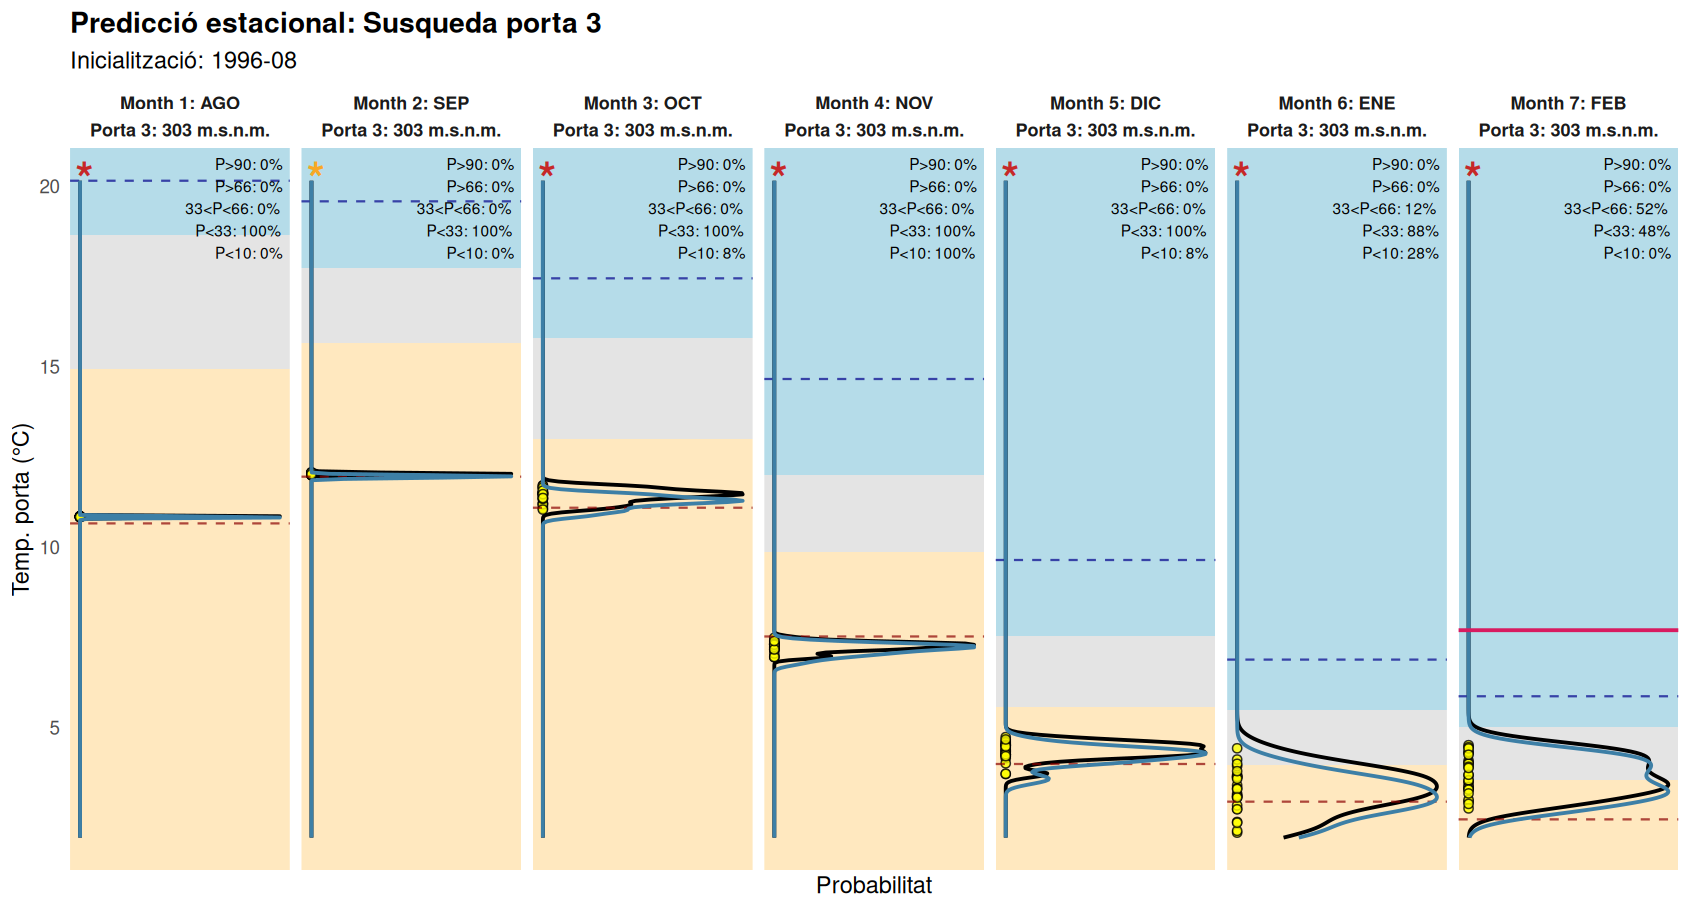 Predicció estacional: Susqueda porta 3
Inicialització: 1996-08
Month 1: AGO
Porta 3: 303 m.s.n.m.
Month 2: SEP
Porta 3: 303 m.s.n.m.
Month 3: OCT
Porta 3: 303 m.s.n.m.
Month 4: NOV
Porta 3: 303 m.s.n.m.
Month 5: DIC
Porta 3: 303 m.s.n.m.
Month 6: ENE
Porta 3: 303 m.s.n.m.
Month 7: FEB
Porta 3: 303 m.s.n.m.
*
P>90: 0%
P>66: 0%
33<P<66: 0%
P<33: 100%
P<10: 0%
*
P>90: 0%
P>66: 0%
33<P<66: 0%
P<33: 100%
P<10: 0%
*
P>90: 0%
P>66: 0%
33<P<66: 0%
P<33: 100%
P<10: 8%
*
P>90: 0%
P>66: 0%
33<P<66: 0%
P<33: 100%
P<10: 100%
*
P>90: 0%
P>66: 0%
33<P<66: 0%
P<33: 100%
P<10: 8%
*
P>90: 0%
P>66: 0%
33<P<66: 12%
P<33: 88%
P<10: 28%
*
P>90: 0%
P>66: 0%
33<P<66: 52%
P<33: 48%
P<10: 0%
20
15
10
5
Temp. porta (°C)
Probabilitat